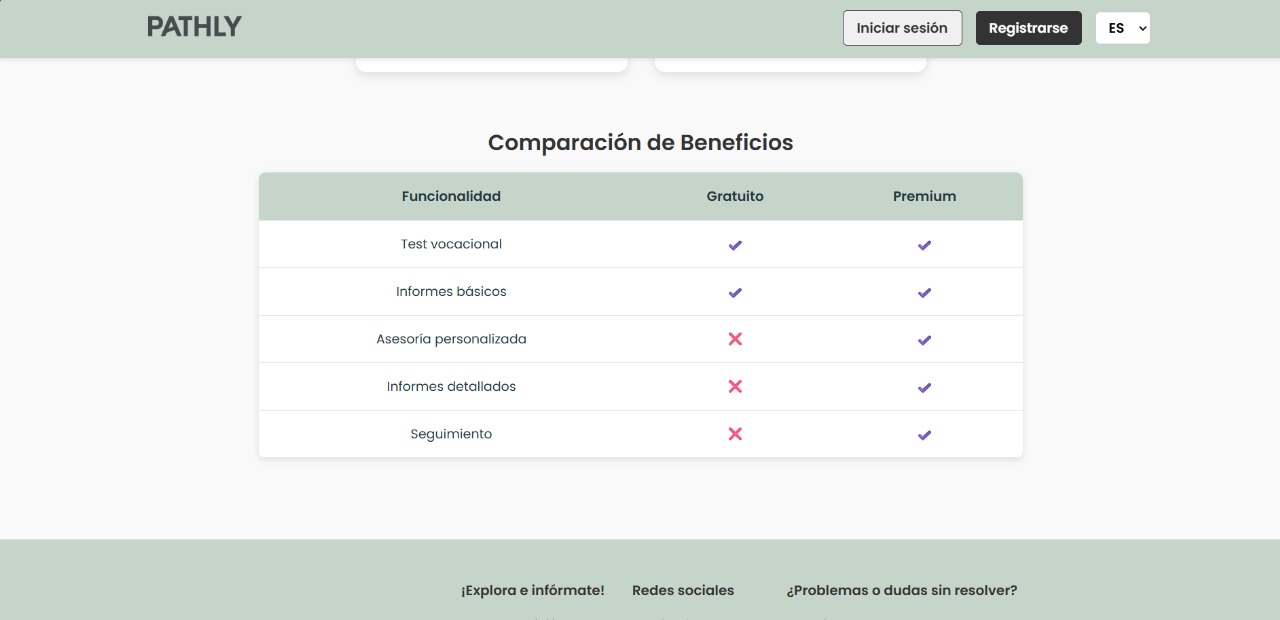 PATHLY
Iniciar sesión
Registrarse
ES
Comparación de Beneficios
Funcionalidad Gratuito Premium
Test vocacional
Informes básicos
Asesoría personalizada
Informes detallados
Seguimiento
¡Explora e infórmate! Redes sociales ¿Problemas o dudas sin resolver?